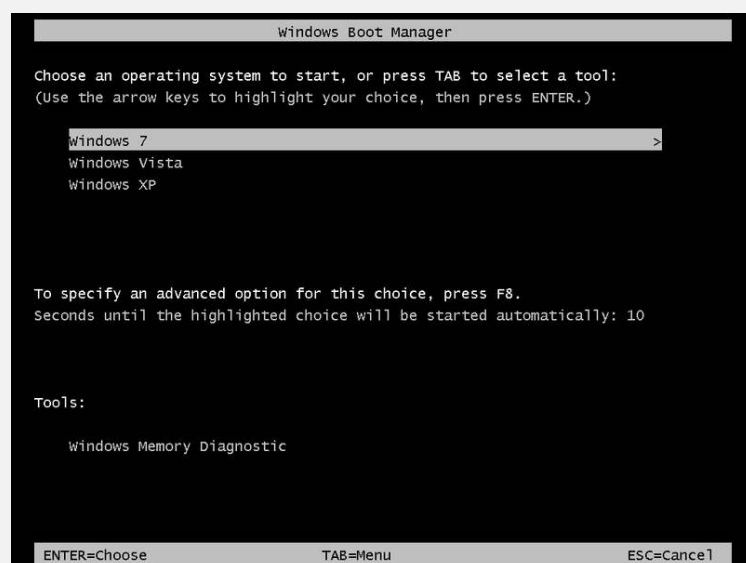 Windows Boot Manager
Choose an operating system to start, or press TAB to select a tool:
(Use the arrow keys to highlight your choice, then press ENTER.)
Windows 7 >
Windows Vista
Windows XP
To specify an advanced option for this choice, press F8.
Seconds until the highlighted choice will be started automatically: 10
Tools:
Windows Memory Diagnostic
ENTER=Choose TAB=Menu ESC=Cancel